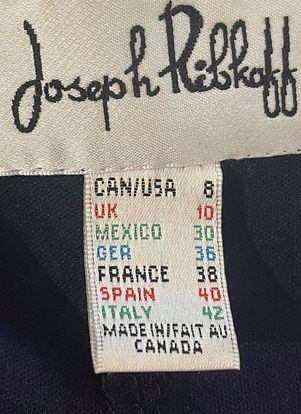 Joseph Ribkoff
CAN/USA 8
UK 10
MEXICO 30
GER 36
FRANCE 38
SPAIN 40
ITALY 42
MADE IN/FAIT AU
CANADA